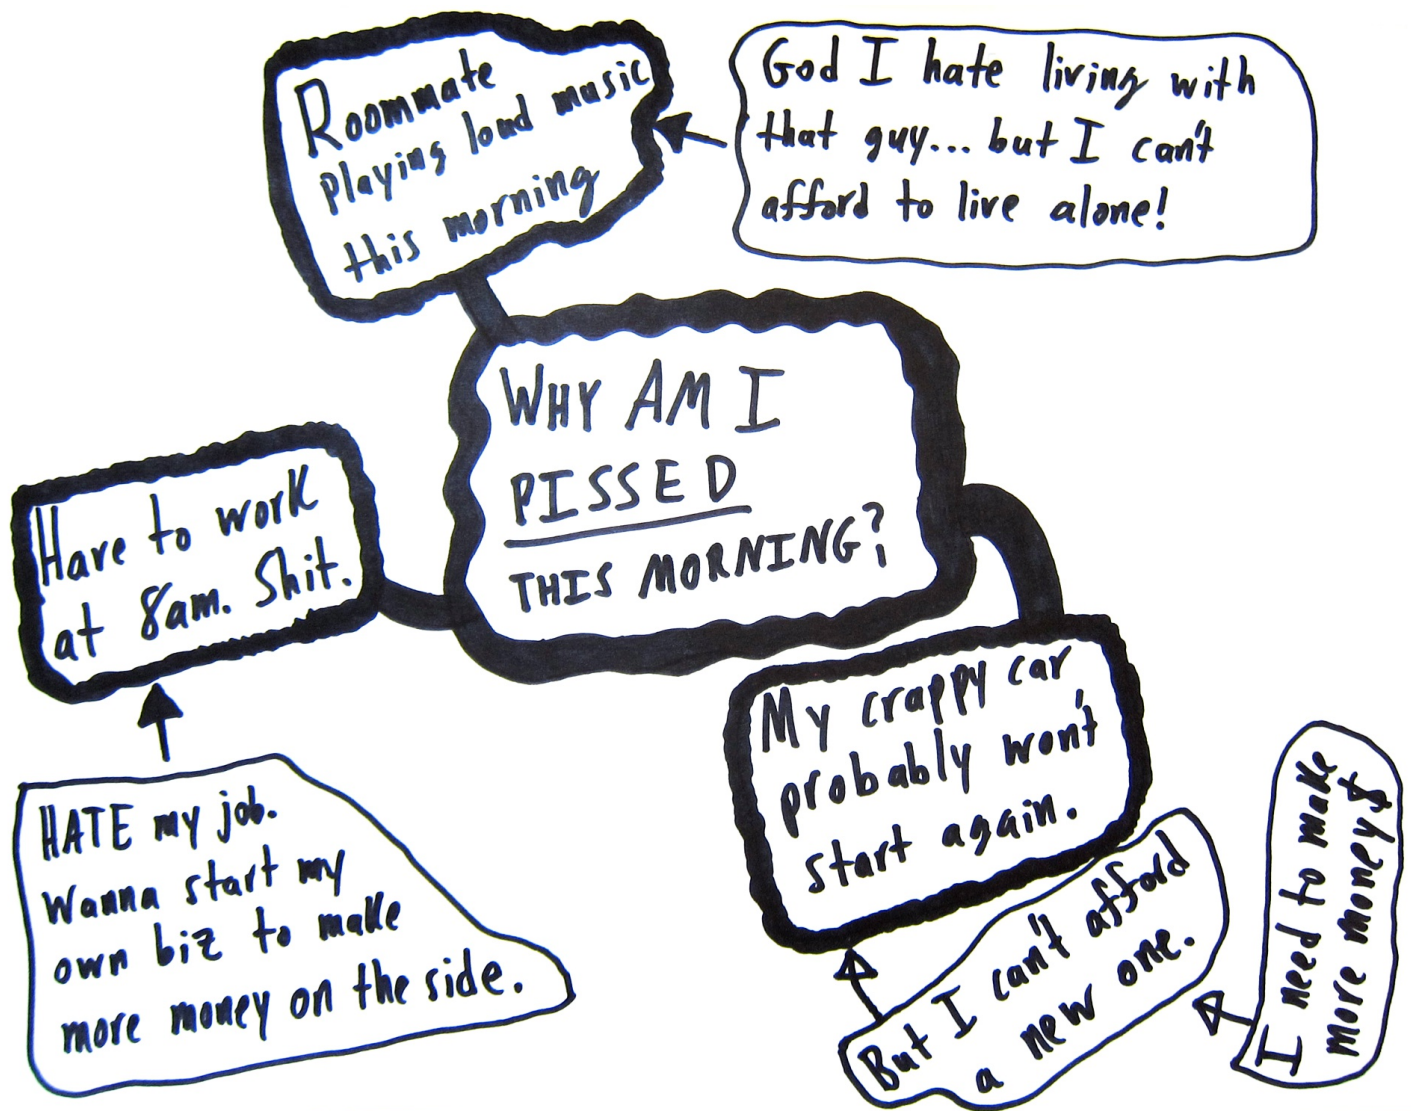 Roommate
playing loud music
this morning
God I hate living with
that guy... but I can't
afford to live alone!
WHY AM I
PISSED
THIS MORNING?
Have to work
at 8am. Shit.
My crappy car
probably won't
start again.
HATE my job.
Wanna start my
own biz to make
more money on the side.
But I can't afford
a new one.
I need to make
more money $